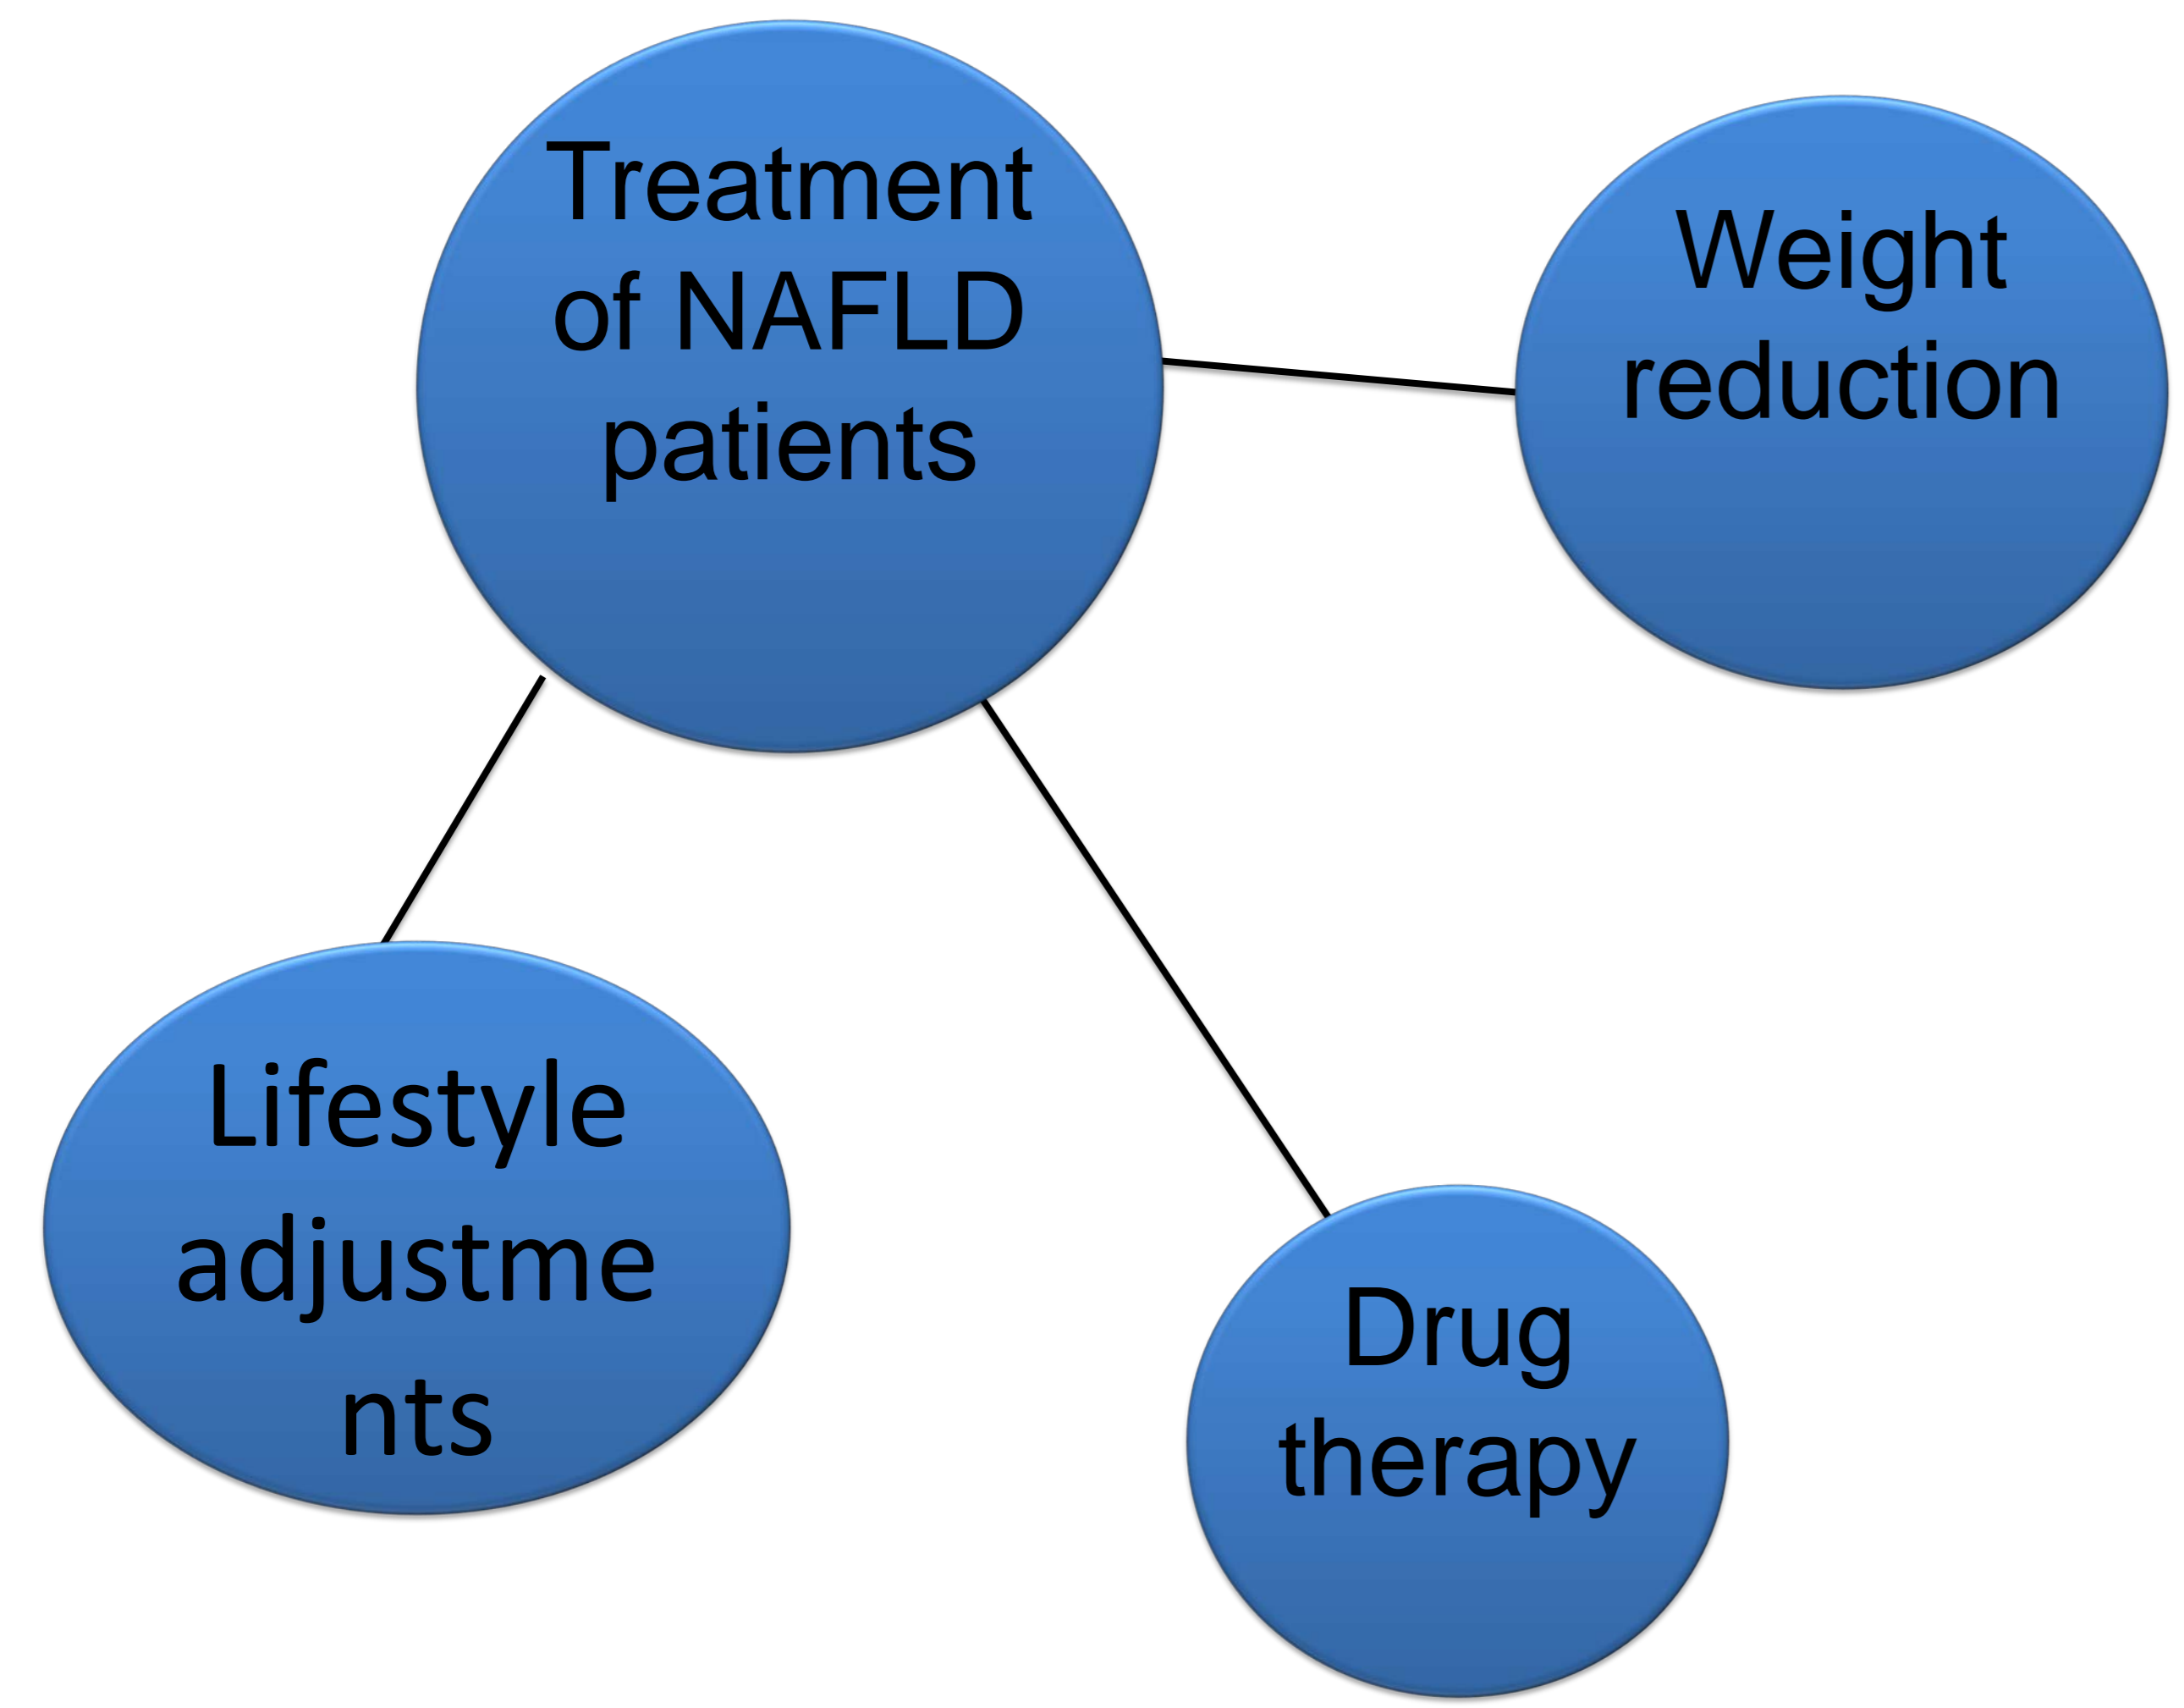 Treatment
of NAFLD
patients
Weight
reduction
Lifestyle
adjustme
nts
Drug
therapy